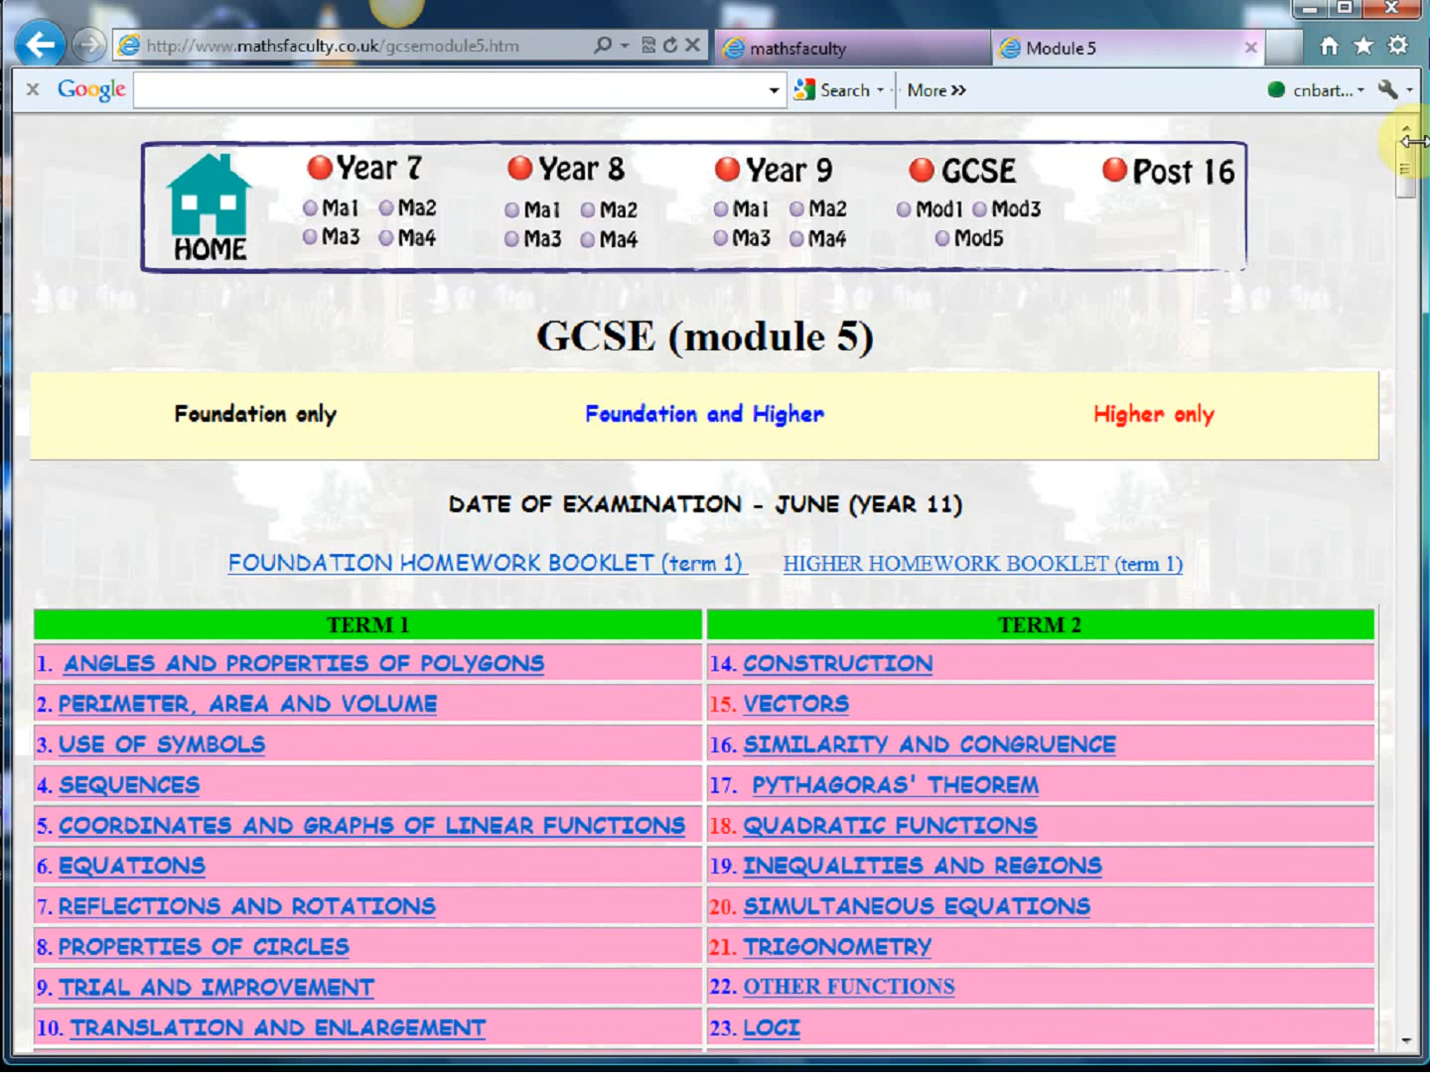 http://www.mathsfaculty.co.uk/gcsemodule5.htm
mathsfaculty
Module 5
Google
Search
More >>
cnbart...
HOME
Year 7
Ma1 Ma2
Ma3 Ma4
Year 8
Ma1 Ma2
Ma3 Ma4
Year 9
Ma1 Ma2
Ma3 Ma4
GCSE
Mod1 Mod3
Mod5
Post 16
GCSE (module 5)
Foundation only
Foundation and Higher
Higher only
DATE OF EXAMINATION - JUNE (YEAR 11)
FOUNDATION HOMEWORK BOOKLET (term 1)
HIGHER HOMEWORK BOOKLET (term 1)
TERM 1
1. ANGLES AND PROPERTIES OF POLYGONS
2. PERIMETER, AREA AND VOLUME
3. USE OF SYMBOLS
4. SEQUENCES
5. COORDINATES AND GRAPHS OF LINEAR FUNCTIONS
6. EQUATIONS
7. REFLECTIONS AND ROTATIONS
8. PROPERTIES OF CIRCLES
9. TRIAL AND IMPROVEMENT
10. TRANSLATION AND ENLARGEMENT
TERM 2
14. CONSTRUCTION
15. VECTORS
16. SIMILARITY AND CONGRUENCE
17. PYTHAGORAS' THEOREM
18. QUADRATIC FUNCTIONS
19. INEQUALITIES AND REGIONS
20. SIMULTANEOUS EQUATIONS
21. TRIGONOMETRY
22. OTHER FUNCTIONS
23. LOCI